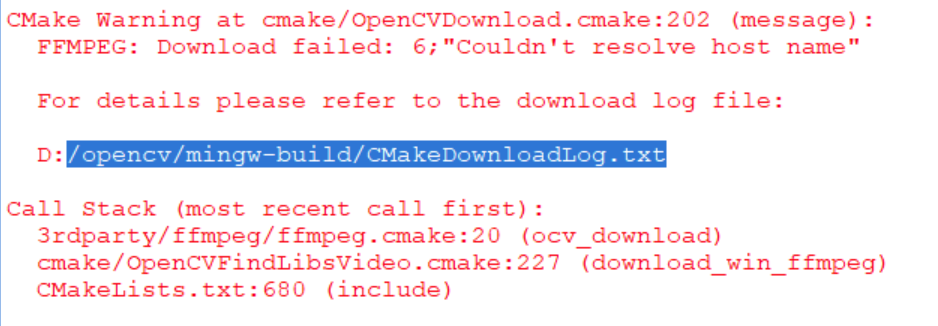 CMake Warning at cmake/OpenCVDownload.cmake:202 (message):
FFMPEG: Download failed: 6;"Couldn't resolve host name"
For details please refer to the download log file:
D:/opencv/mingw-build/CMakeDownloadLog.txt
Call Stack (most recent call first):
3rdparty/ffmpeg/ffmpeg.cmake:20 (ocv_download)
cmake/OpenCVFindLibsVideo.cmake:227 (download_win_ffmpeg)
CMakeLists.txt:680 (include)